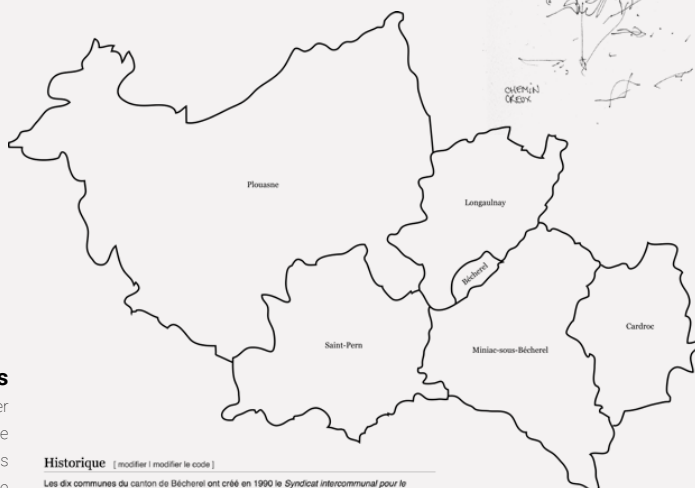 CHEMIN
CREUX
Plouasne
Longaulnay
Bécherel
Saint-Pern
Miniac-sous-Bécherel
Cardroc
s
er
e
s
e
Historique [ modifier | modifier le code ]
Les dix communes du canton de Bécherel ont créé en 1990 le Syndicat intercommunal pour le